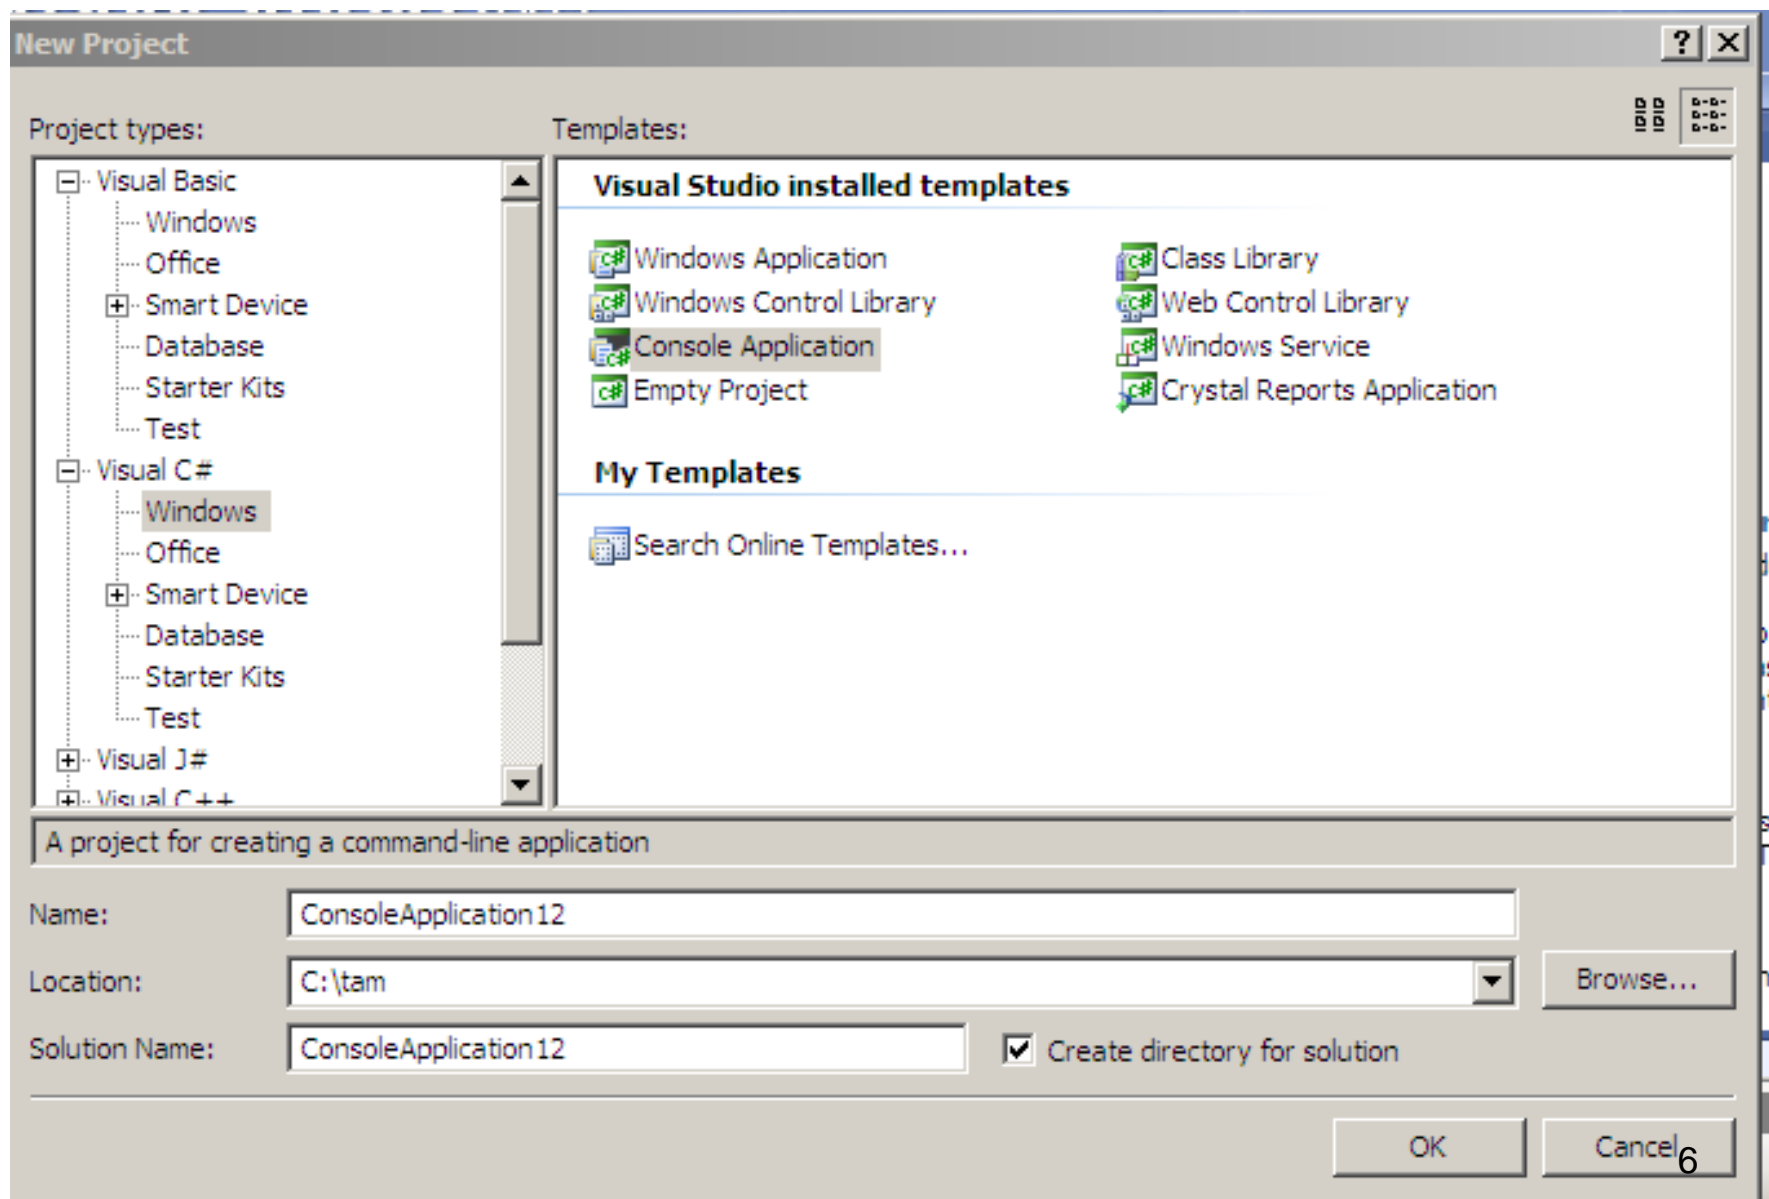 New Project
Project types:
Templates:
Visual Basic
Windows
Office
Smart Device
Database
Starter Kits
Test
Visual C#
Windows
Office
Smart Device
Database
Starter Kits
Test
Visual J#
Visual C++
Visual Studio installed templates
Windows Application
Class Library
Windows Control Library
Web Control Library
Console Application
Windows Service
Empty Project
Crystal Reports Application
My Templates
Search Online Templates...
A project for creating a command-line application
Name:
ConsoleApplication12
Location:
C:\tam
Browse...
Solution Name:
ConsoleApplication12
Create directory for solution
OK
Cancel
6